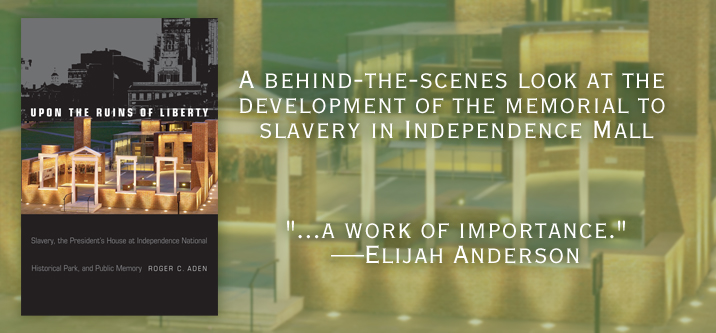 UPON THE RUINS OF LIBERTY
Slavery, the President's House at Independence National
Historical Park, and Public Memory ROGER C. ADEN
A BEHIND-THE-SCENES LOOK AT THE
DEVELOPMENT OF THE MEMORIAL TO
SLAVERY IN INDEPENDENCE MALL
"...A WORK OF IMPORTANCE."
—ELIJAH ANDERSON